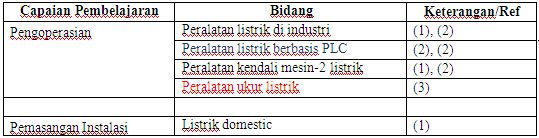 Capaian Pembelajaran Bidang Keterangan/Ref
Pengoperasian Peralatan listrik di industri (1), (2)
Peralatan listrik berbasis PLC (2), (2)
Peralatan kendali mesin-2 listrik (1), (2)
Peralatan ukur listrik (3)
Pemasangan Instalasi Listrik domestic (1)